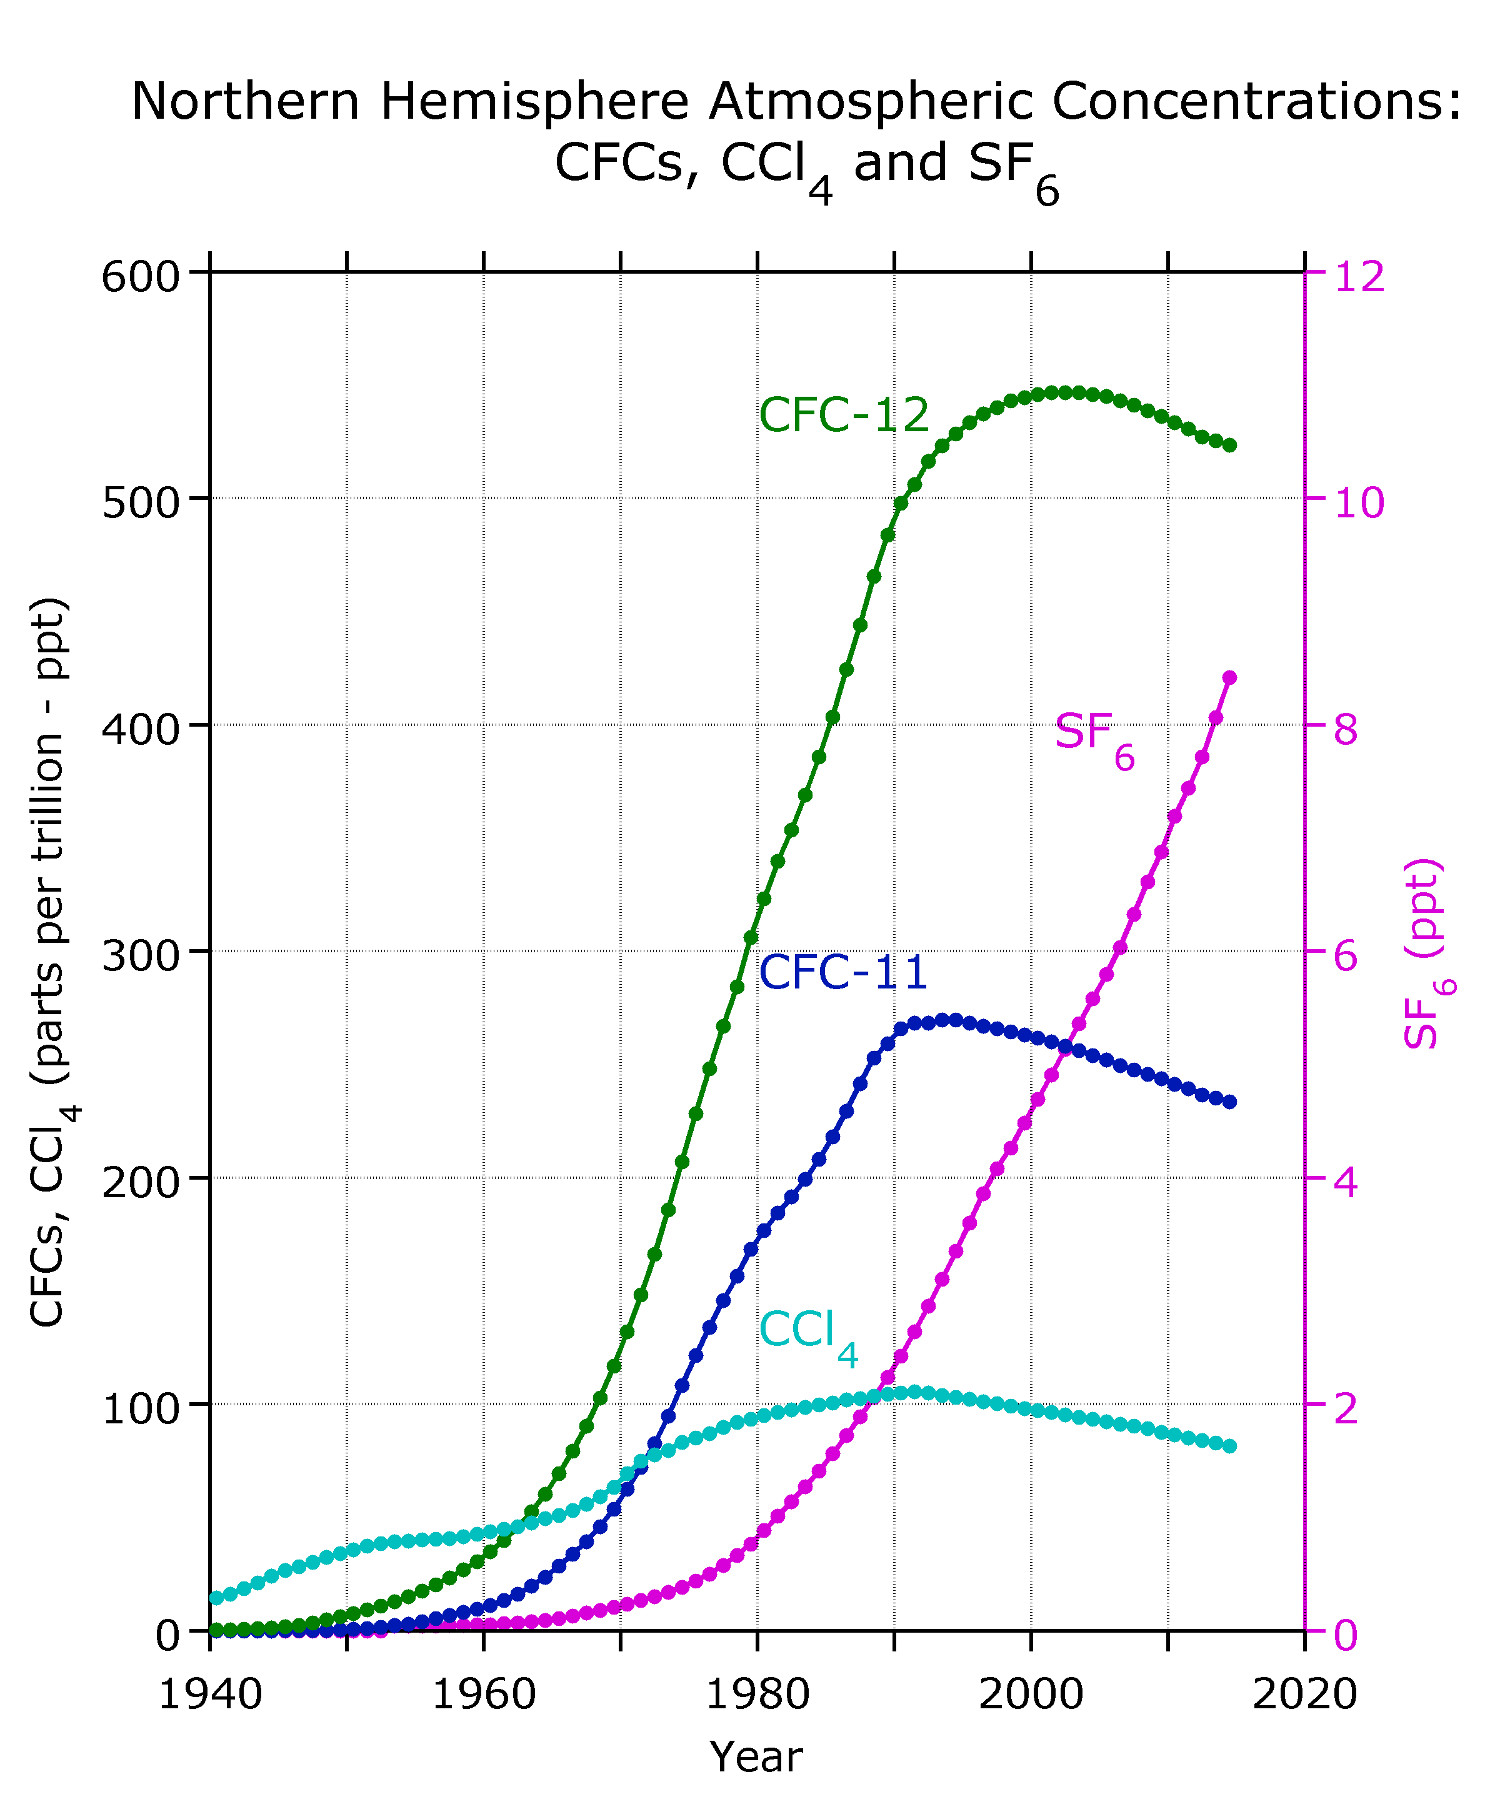 Northern Hemisphere Atmospheric Concentrations:
CFCs, CCl₄ and SF₆
600
500
400
300
200
100
0
CFCs, CCl₄ (parts per trillion - ppt)
12
10
8
6
4
2
0
SF₆ (ppt)
CFC-12
SF₆
CFC-11
CCl₄
1940 1960 1980 2000 2020
Year